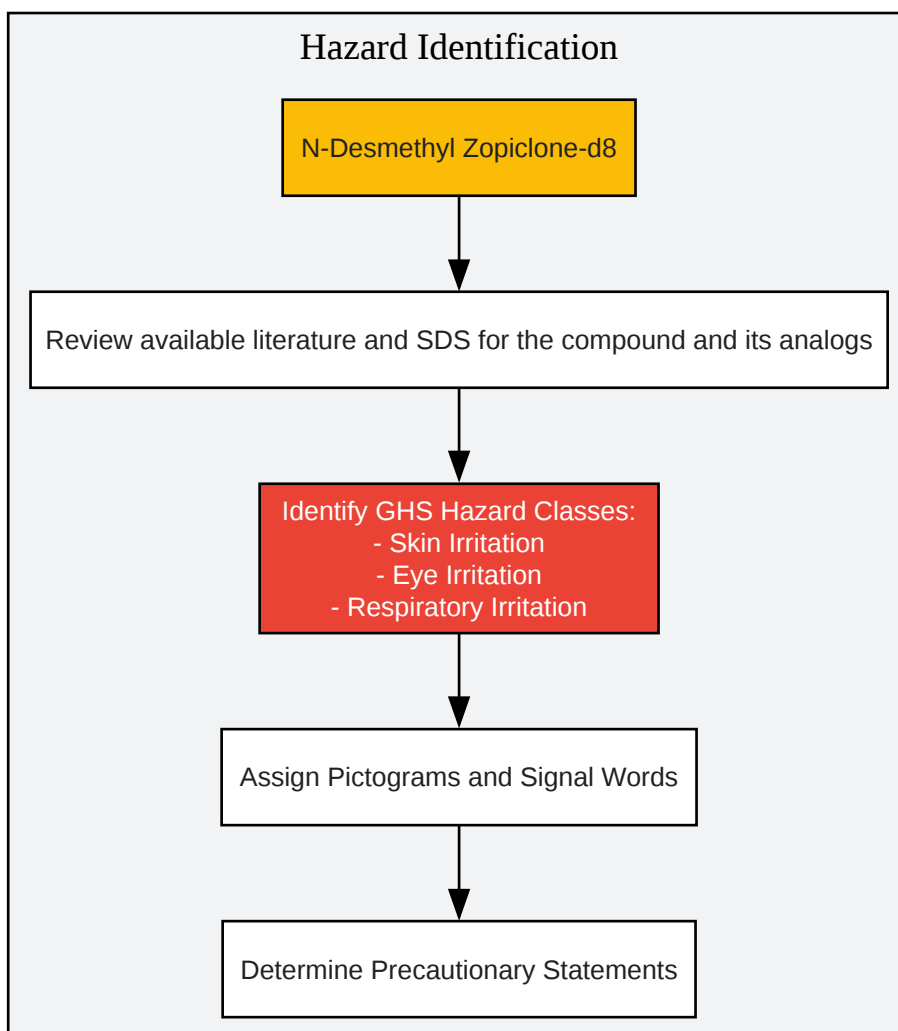 Hazard Identification
N-Desmethyl Zopiclone-d8
Review available literature and SDS for the compound and its analogs
Identify GHS Hazard Classes:
- Skin Irritation
- Eye Irritation
- Respiratory Irritation
Assign Pictograms and Signal Words
Determine Precautionary Statements